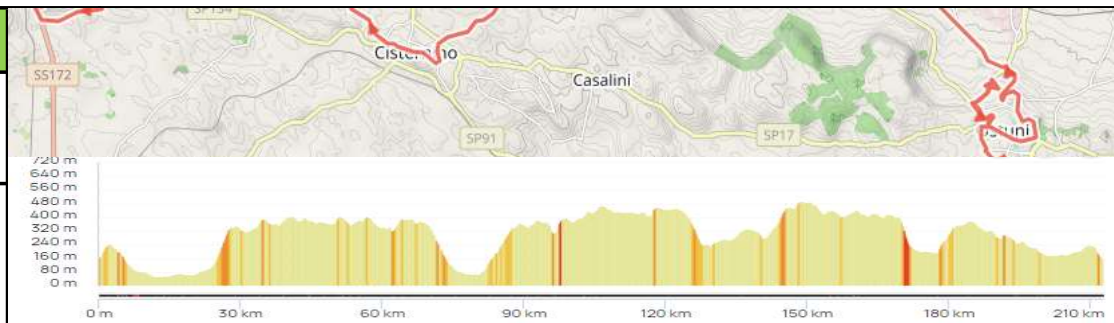 SP134
Cisternino
SS172
Casalini
SP91
SP17
Ostuni
720 m
640 m
560 m
480 m
400 m
320 m
240 m
160 m
80 m
0 m
0 m 30 km 60 km 90 km 120 km 150 km 180 km 210 km